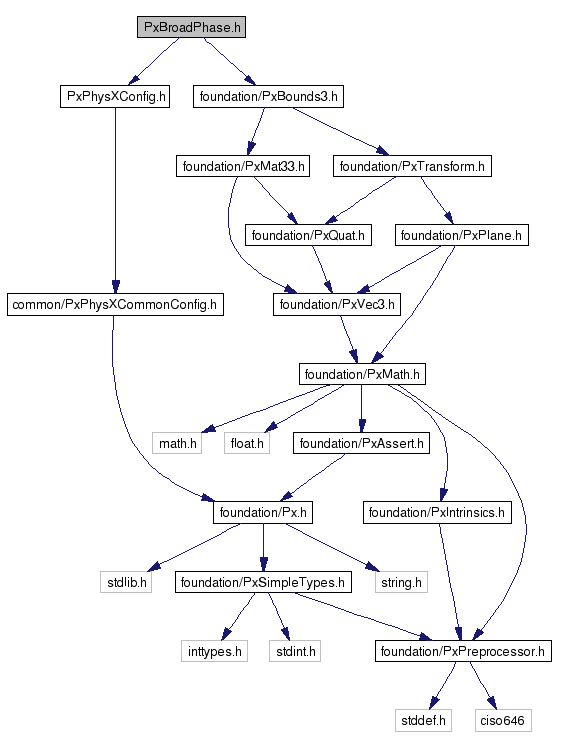 PxBroadPhase.h
PxPhysXConfig.h
foundation/PxBounds3.h
foundation/PxMat33.h
foundation/PxTransform.h
foundation/PxQuat.h
foundation/PxPlane.h
common/PxPhysXCommonConfig.h
foundation/PxVec3.h
foundation/PxMath.h
math.h
float.h
foundation/PxAssert.h
foundation/Px.h
foundation/PxIntrinsics.h
stdlib.h
foundation/PxSimpleTypes.h
string.h
inttypes.h
stdint.h
foundation/PxPreprocessor.h
stddef.h
ciso646